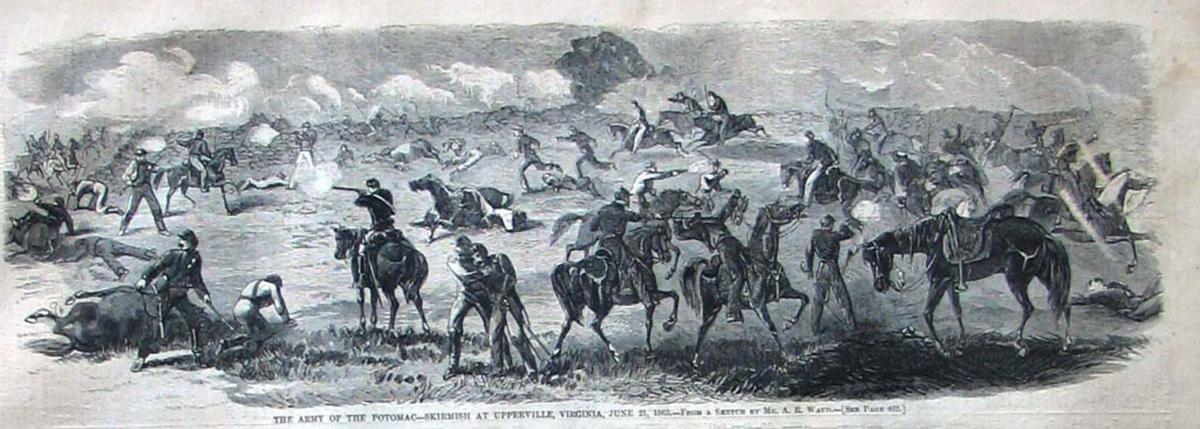 THE ARMY OF THE POTOMAC—SKIRMISH AT UPPERVILLE, VIRGINIA, JUNE 21, 1863.—FROM A SKETCH BY MR. A. R. WAUD.—[SEE PAGE